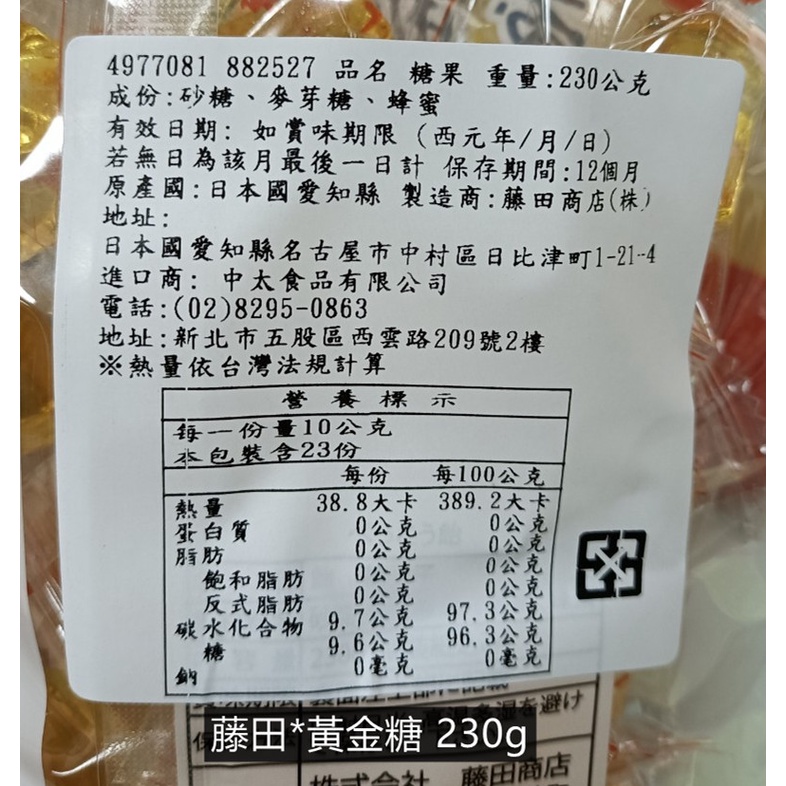 4977081 882527 品名 糖果 重量:230公克
成份:砂糖、麥芽糖、蜂蜜
有效日期: 如賞味期限 (西元年/月/日)
若無日為該月最後一日計 保存期間:12個月
原產國:日本國愛知縣 製造商:藤田商店(株)
地址:
日本國愛知縣名古屋市中村區日比津町1-21-4
進口商: 中太食品有限公司
電話:(02)8295-0863
地址:新北市五股區西雲路209號2樓
※熱量依台灣法規計算
營養標示
每一份量10公克
本包裝含23份
每份 每100公克
熱量 38.8大卡 389.2大卡
蛋白質 0公克 0公克
脂肪 0公克 0公克
飽和脂肪 0公克 0公克
反式脂肪 0公克 0公克
碳水化合物 9.7公克 97.3公克
糖 9.6公克 96.3公克
鈉 0毫克 0毫克
を避け
藤田*黃金糖 230g
株式会社 藤田商店